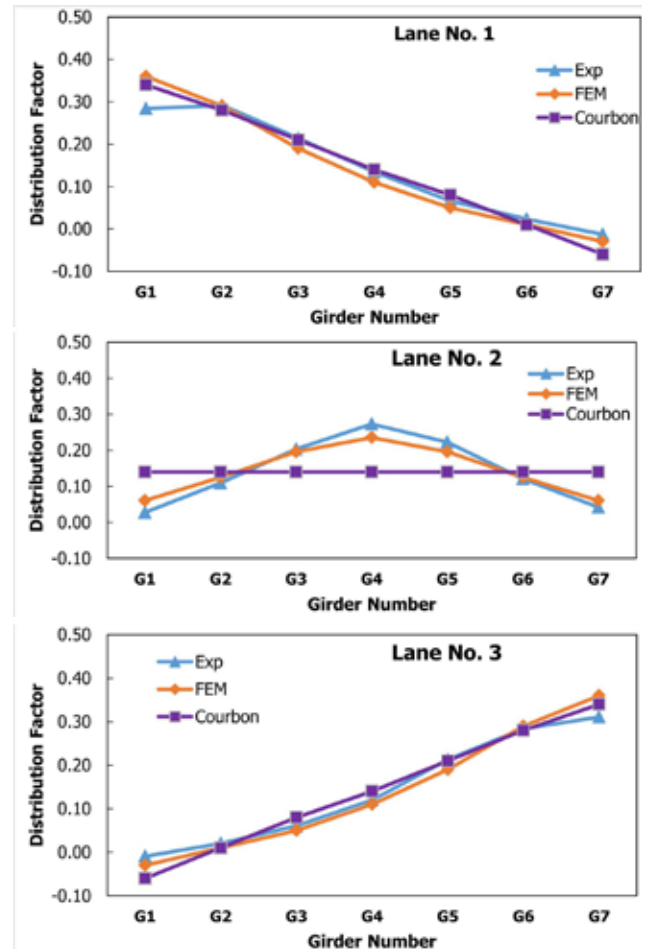 Lane No. 1
Exp
FEM
Courbon
Distribution Factor
0.50
0.40
0.30
0.20
0.10
0.00
-0.10
G1 G2 G3 G4 G5 G6 G7
Girder Number
Lane No. 2
Exp
FEM
Courbon
Distribution Factor
0.50
0.40
0.30
0.20
0.10
0.00
-0.10
G1 G2 G3 G4 G5 G6 G7
Girder Number
Lane No. 3
Exp
FEM
Courbon
Distribution Factor
0.50
0.40
0.30
0.20
0.10
0.00
-0.10
G1 G2 G3 G4 G5 G6 G7
Girder Number